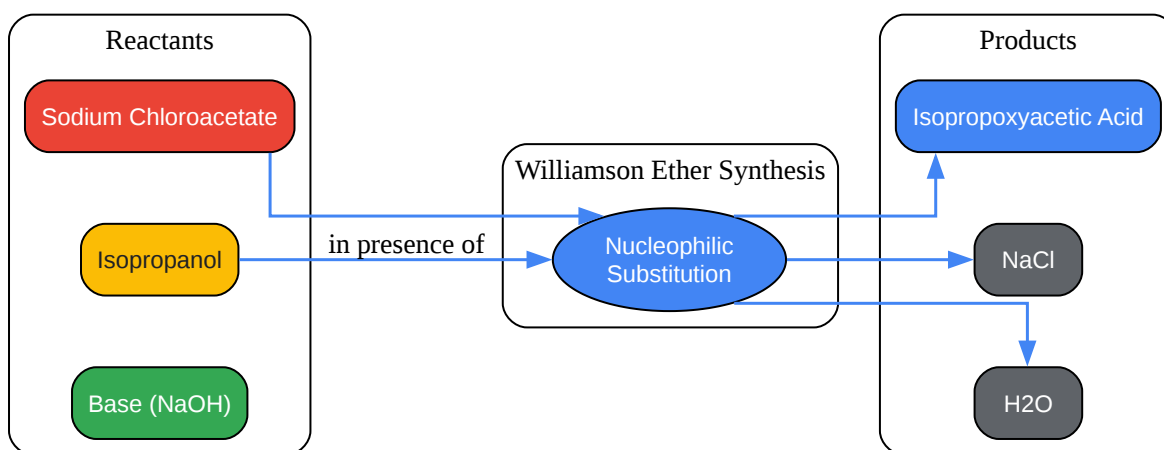 Reactants
Sodium Chloroacetate
Isopropanol
Base (NaOH)
in presence of
Williamson Ether Synthesis
Nucleophilic
Substitution
Products
Isopropoxyacetic Acid
NaCl
H2O